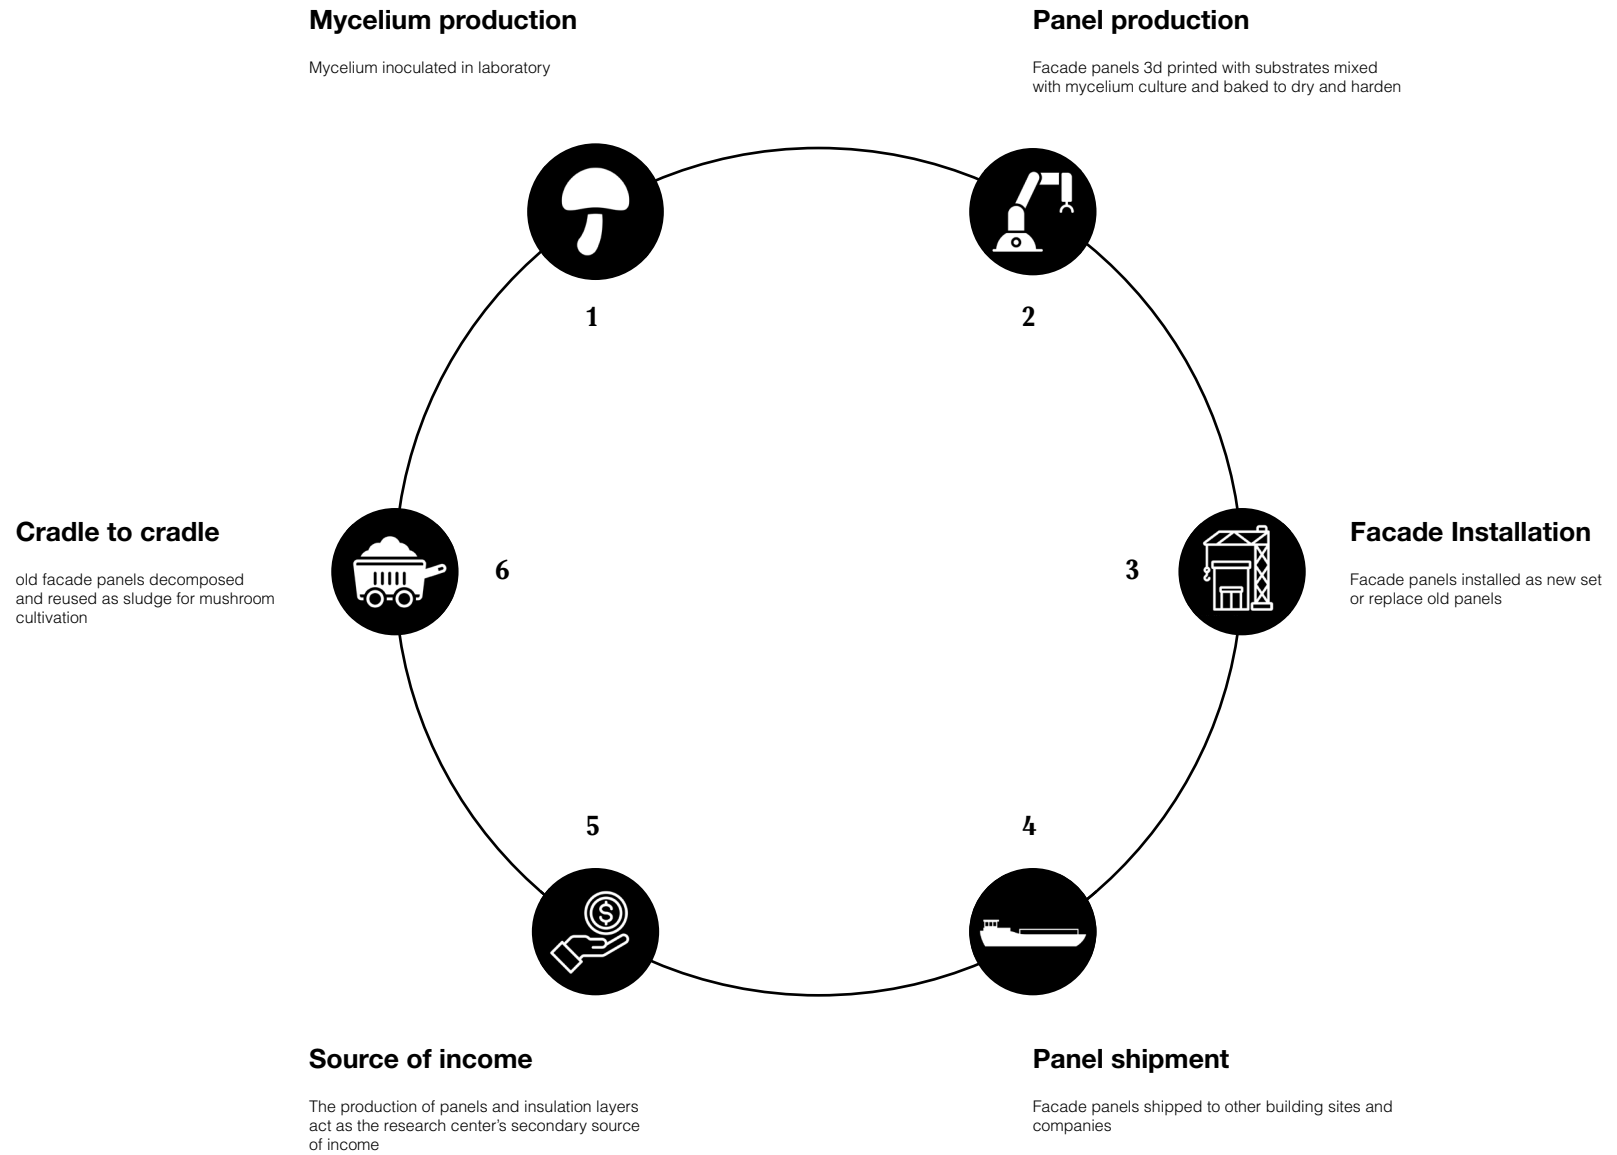 Mycelium production
Mycelium inoculated in laboratory
Panel production
Facade panels 3d printed with substrates mixed
with mycelium culture and baked to dry and harden
1
2
Cradle to cradle
old facade panels decomposed
and reused as sludge for mushroom
cultivation
6
3
Facade Installation
Facade panels installed as new set
or replace old panels
5
4
$
Source of income
The production of panels and insulation layers
act as the research center's secondary source
of income
Panel shipment
Facade panels shipped to other building sites and
companies